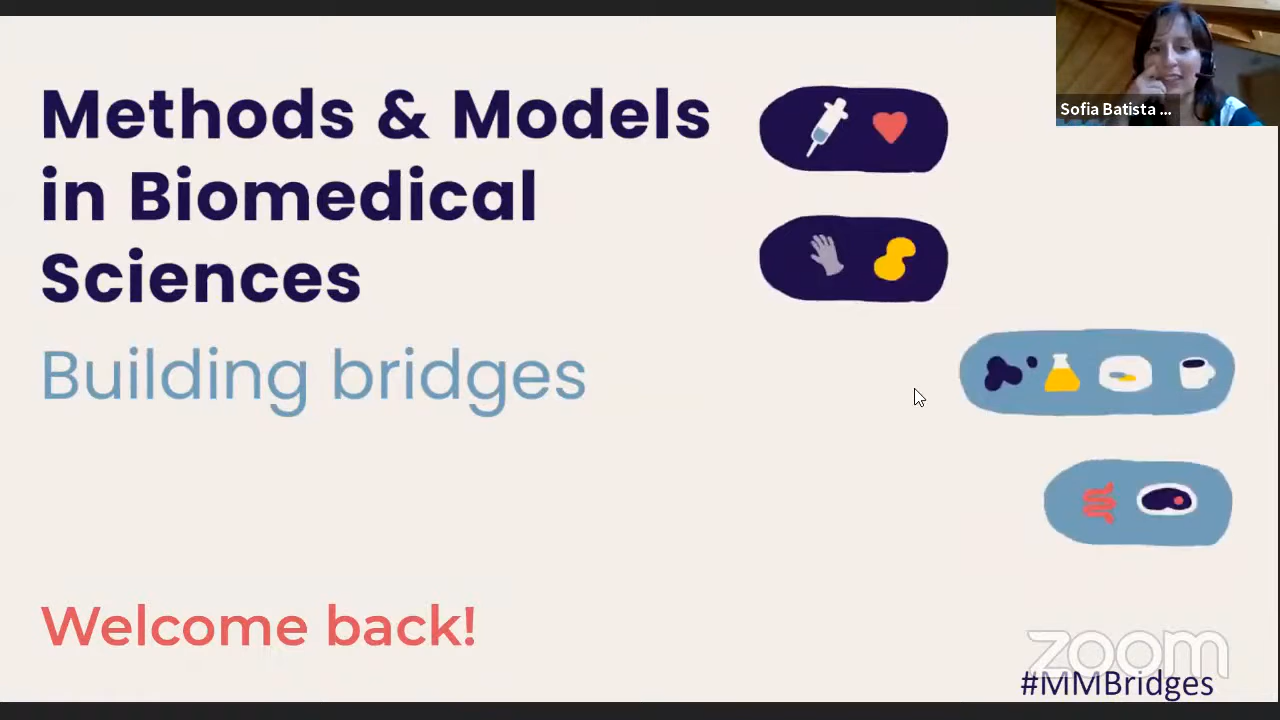 Methods & Models
in Biomedical
Sciences
Building bridges
Welcome back!
Sofia Batista ...
zoom
#MMBridges